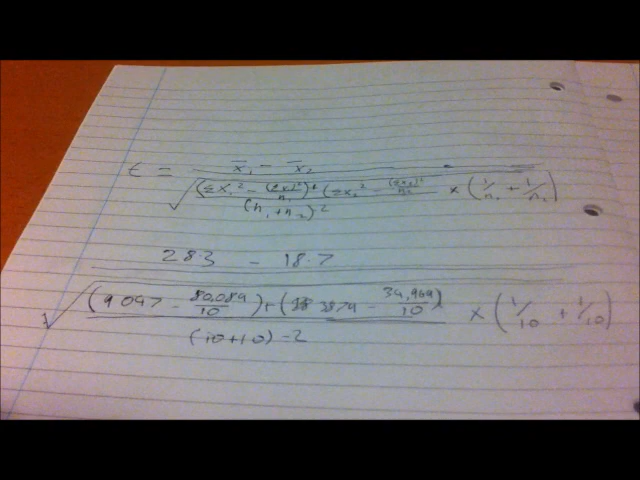 t = x̄₁ - x̄₂
√ (Σx₁² - (Σx₁)²/n₁) + (Σx₂² - (Σx₂)²/n₂) × (1/n₁ + 1/n₂)
(n₁ + n₂) - 2
28.3 - 18.7
√ (9097 - 80,089/10) + (3879 - 34,969/10) × (1/10 + 1/10)
(10+10) - 2